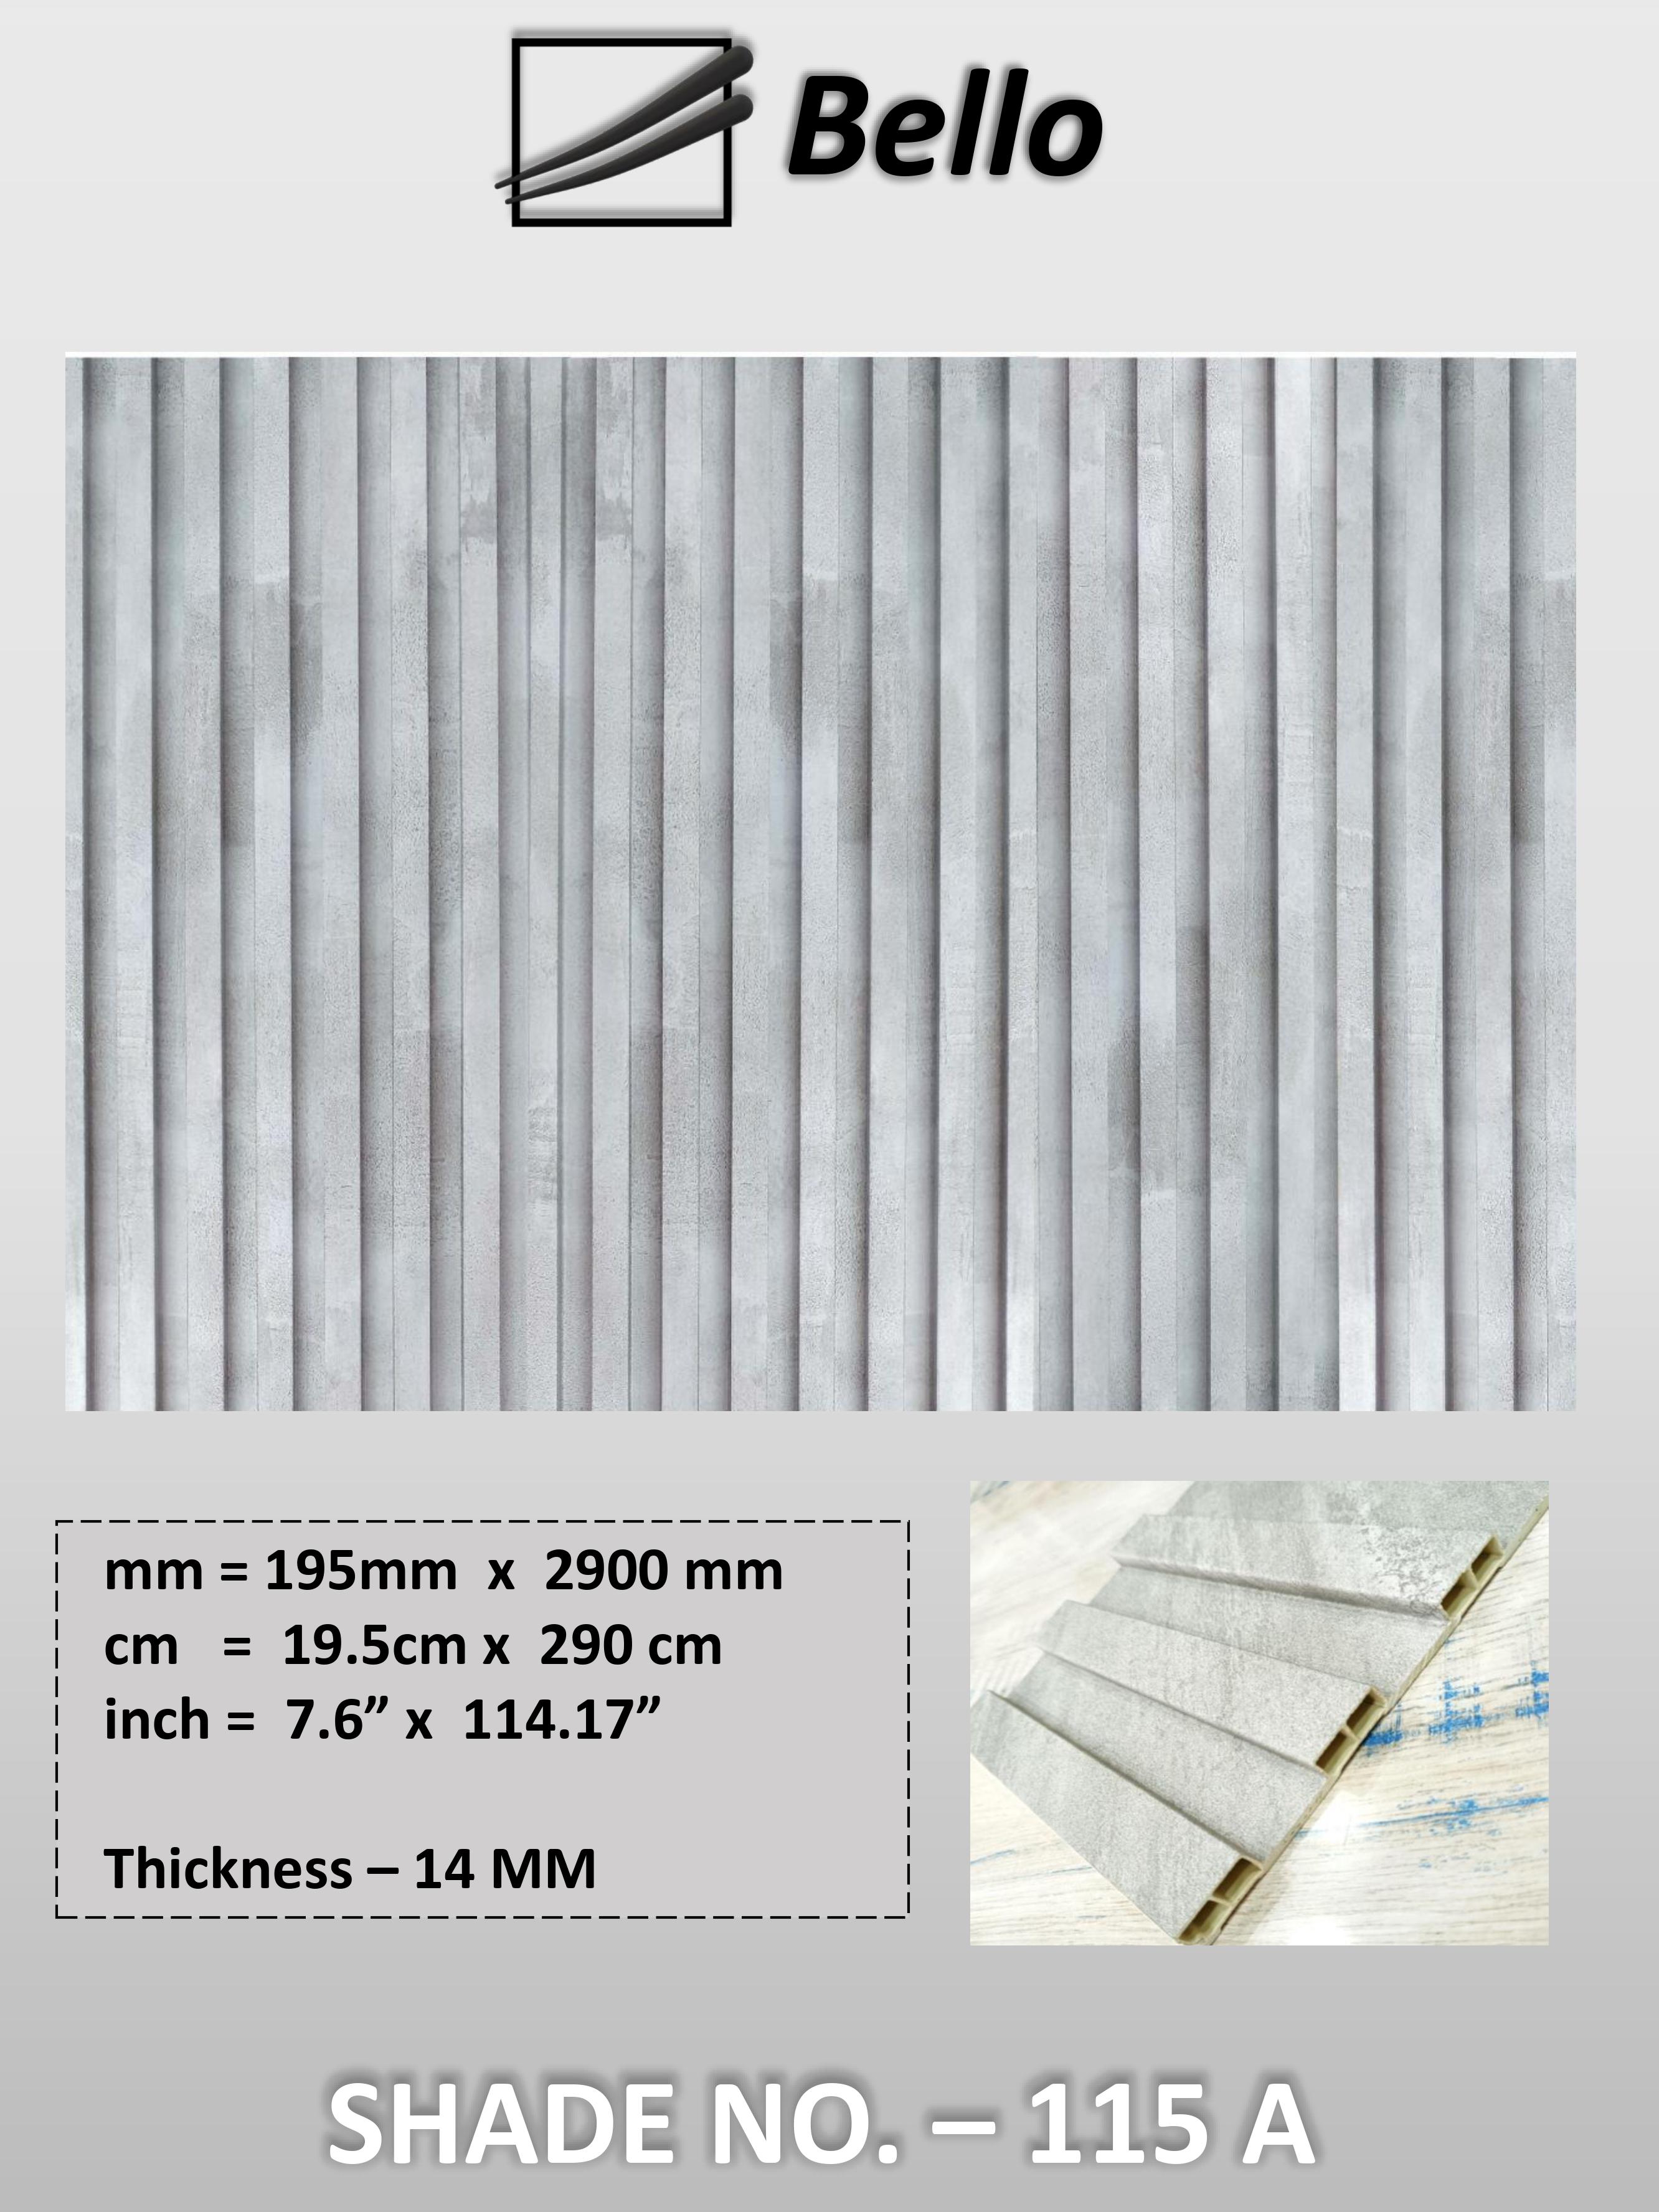 Bello
mm = 195mm x 2900 mm
cm = 19.5cm x 290 cm
inch = 7.6” x 114.17”
Thickness – 14 MM
SHADE NO. – 115 A